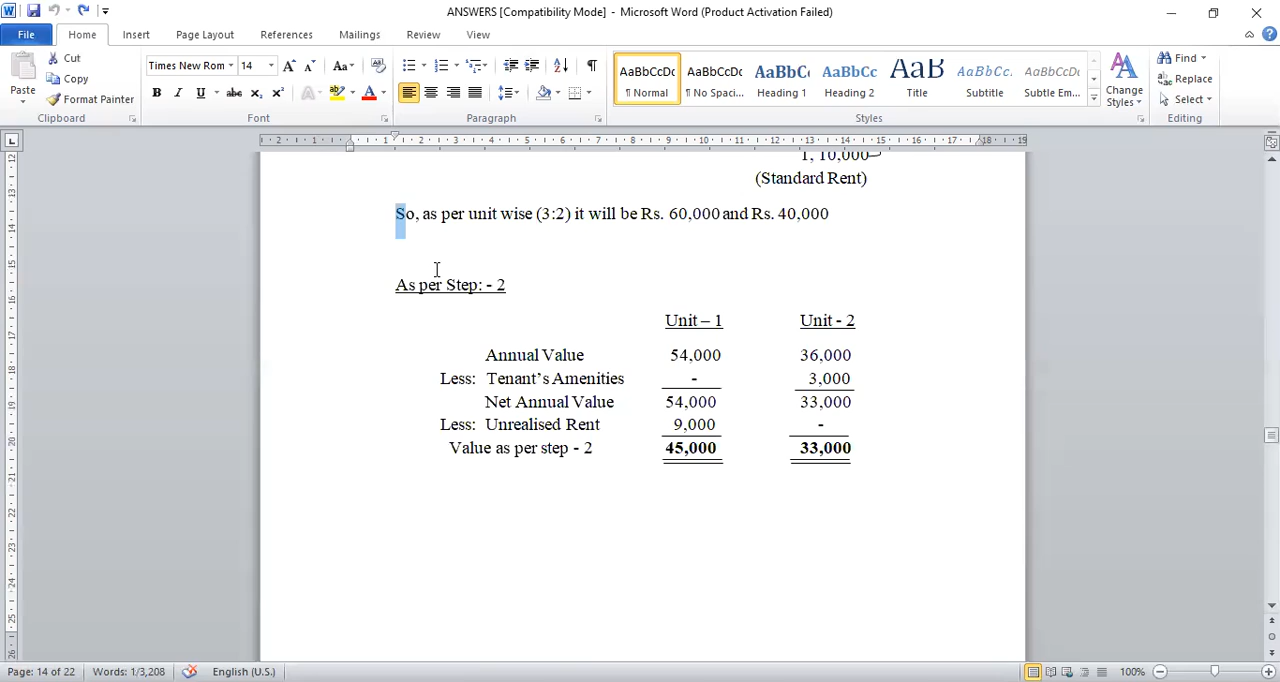 ANSWERS [Compatibility Mode] - Microsoft Word (Product Activation Failed)
File Home Insert Page Layout References Mailings Review View
Paste
Cut
Copy
Format Painter
Clipboard
Times New Rom 14
Font
Paragraph
AaBbCcDc AaBbCcDc AaBbC AaBbCc AaB AaBbCc. AaBbCcDc
¶ Normal ¶ No Spaci... Heading 1 Heading 2 Title Subtitle Subtle Em...
Styles
Change Styles
Find
Replace
Select
Editing
1, 10,000
(Standard Rent)
So, as per unit wise (3:2) it will be Rs. 60,000 and Rs. 40,000
As per Step: - 2
Unit – 1 Unit - 2
Annual Value 54,000 36,000
Less: Tenant's Amenities - 3,000
Net Annual Value 54,000 33,000
Less: Unrealised Rent 9,000 -
Value as per step - 2 45,000 33,000
Page: 14 of 22 Words: 1/3,208 English (U.S.) 100%